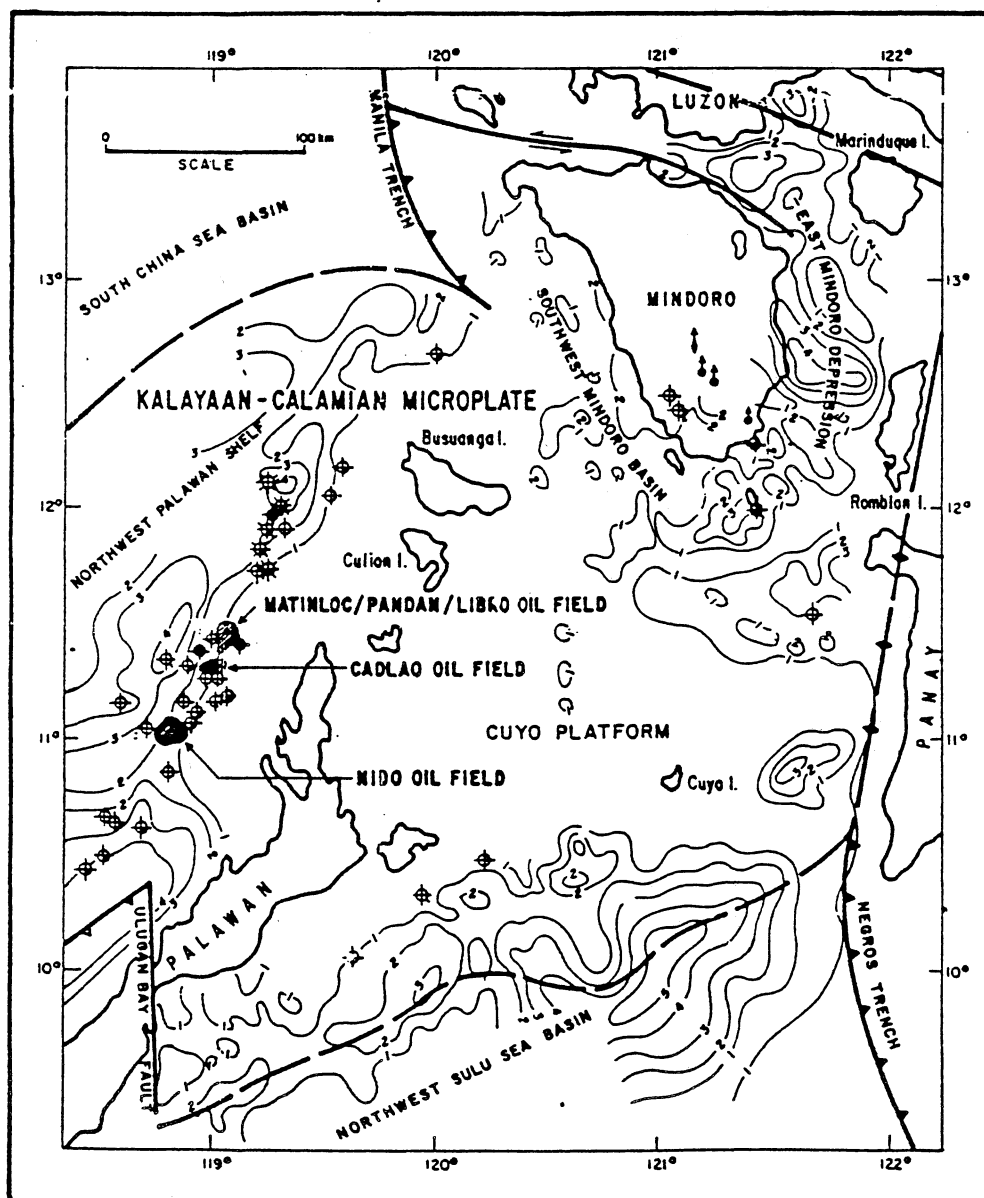 119° 120° 121° 122°
0 100 km
SCALE
MANILA TRENCH
LUZON
Marinduque I.
SOUTH CHINA SEA BASIN
13° 13°
EAST MINDORO DEPRESSION
MINDORO
SOUTHWEST MINDORO BASIN
(2)
KALAYAAN-CALAMIAN MICROPLATE
Busuanga I.
NORTHWEST PALAWAN SHELF
12° 12°
Romblon I.
Culion I.
MATINLOC/PANDAN/LIBRO OIL FIELD
CADLAO OIL FIELD
11° 11°
CUYO PLATFORM
PANAY
NIDO OIL FIELD
Cuyo I.
PALAWAN
ULUGAN BAY FAULT
10° 10°
NEGROS TRENCH
NORTHWEST SULU SEA BASIN
119° 120° 121° 122°